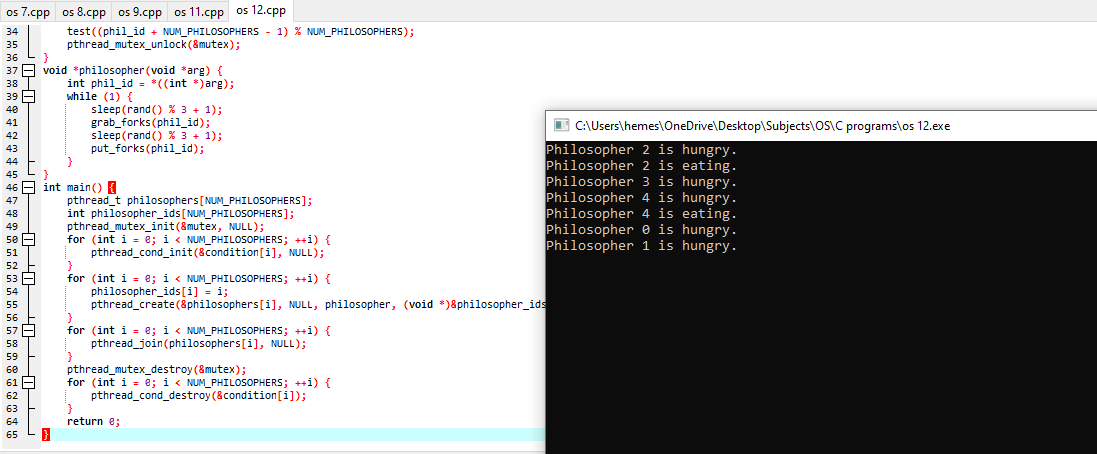 os 7.cpp os 8.cpp os 9.cpp os 11.cpp os 12.cpp
34 test((phil_id + NUM_PHILOSOPHERS - 1) % NUM_PHILOSOPHERS);
35 pthread_mutex_unlock(&mutex);
36 }
37 void *philosopher(void *arg) {
38 int phil_id = *((int *)arg);
39 while (1) {
40 sleep(rand() % 3 + 1);
41 grab_forks(phil_id);
42 sleep(rand() % 3 + 1);
43 put_forks(phil_id);
44 }
45 }
46 int main() {
47 pthread_t philosophers[NUM_PHILOSOPHERS];
48 int philosopher_ids[NUM_PHILOSOPHERS];
49 pthread_mutex_init(&mutex, NULL);
50 for (int i = 0; i < NUM_PHILOSOPHERS; ++i) {
51 pthread_cond_init(&condition[i], NULL);
52 }
53 for (int i = 0; i < NUM_PHILOSOPHERS; ++i) {
54 philosopher_ids[i] = i;
55 pthread_create(&philosophers[i], NULL, philosopher, (void *)&philosopher_ids
56 }
57 for (int i = 0; i < NUM_PHILOSOPHERS; ++i) {
58 pthread_join(philosophers[i], NULL);
59 }
60 pthread_mutex_destroy(&mutex);
61 for (int i = 0; i < NUM_PHILOSOPHERS; ++i) {
62 pthread_cond_destroy(&condition[i]);
63 }
64 return 0;
65 }
C:\Users\hemes\OneDrive\Desktop\Subjects\OS\C programs\os 12.exe
Philosopher 2 is hungry.
Philosopher 2 is eating.
Philosopher 3 is hungry.
Philosopher 4 is hungry.
Philosopher 4 is eating.
Philosopher 0 is hungry.
Philosopher 1 is hungry.